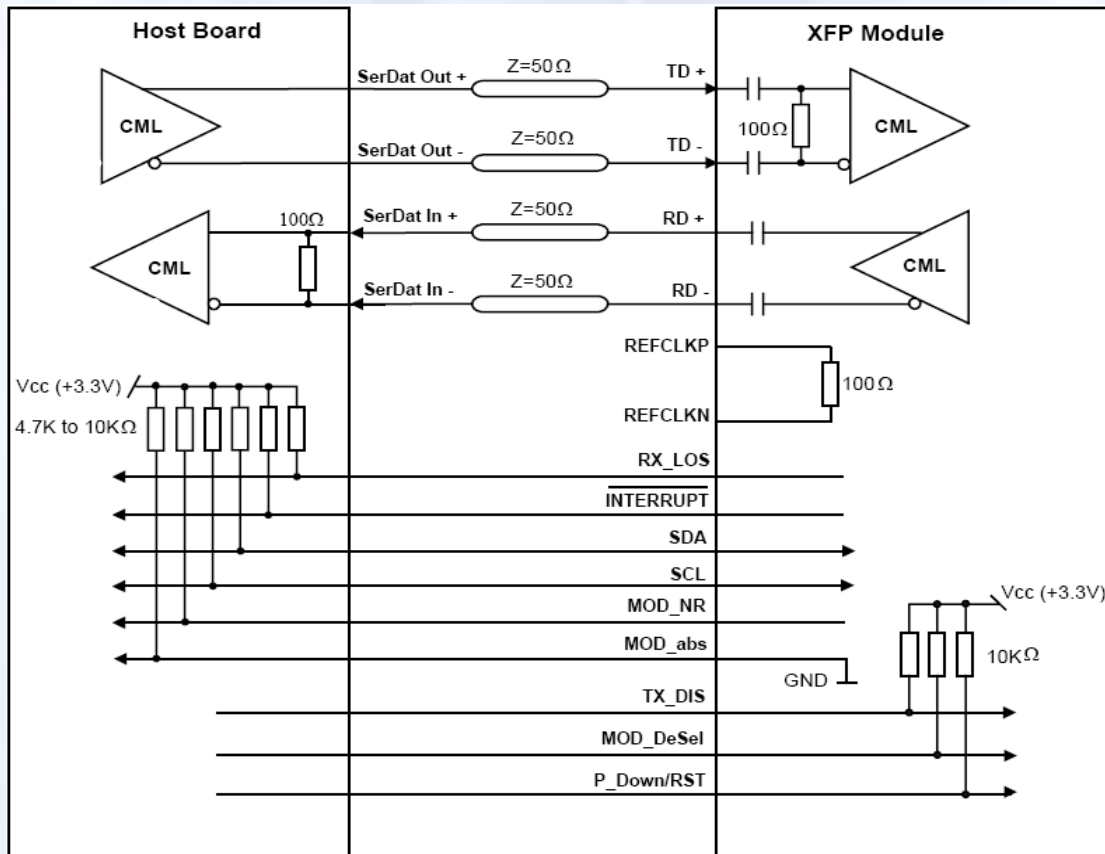 Host Board
XFP Module
SerDat Out +
Z=50Ω
TD +
CML
100Ω
CML
SerDat Out -
Z=50Ω
TD -
100Ω
SerDat In +
Z=50Ω
RD +
CML
CML
SerDat In -
Z=50Ω
RD -
REFCLKP
100Ω
REFCLKN
Vcc (+3.3V)
4.7K to 10KΩ
RX_LOS
INTERRUPT
SDA
SCL
MOD_NR
Vcc (+3.3V)
MOD_abs
10KΩ
GND
TX_DIS
MOD_DeSel
P_Down/RST